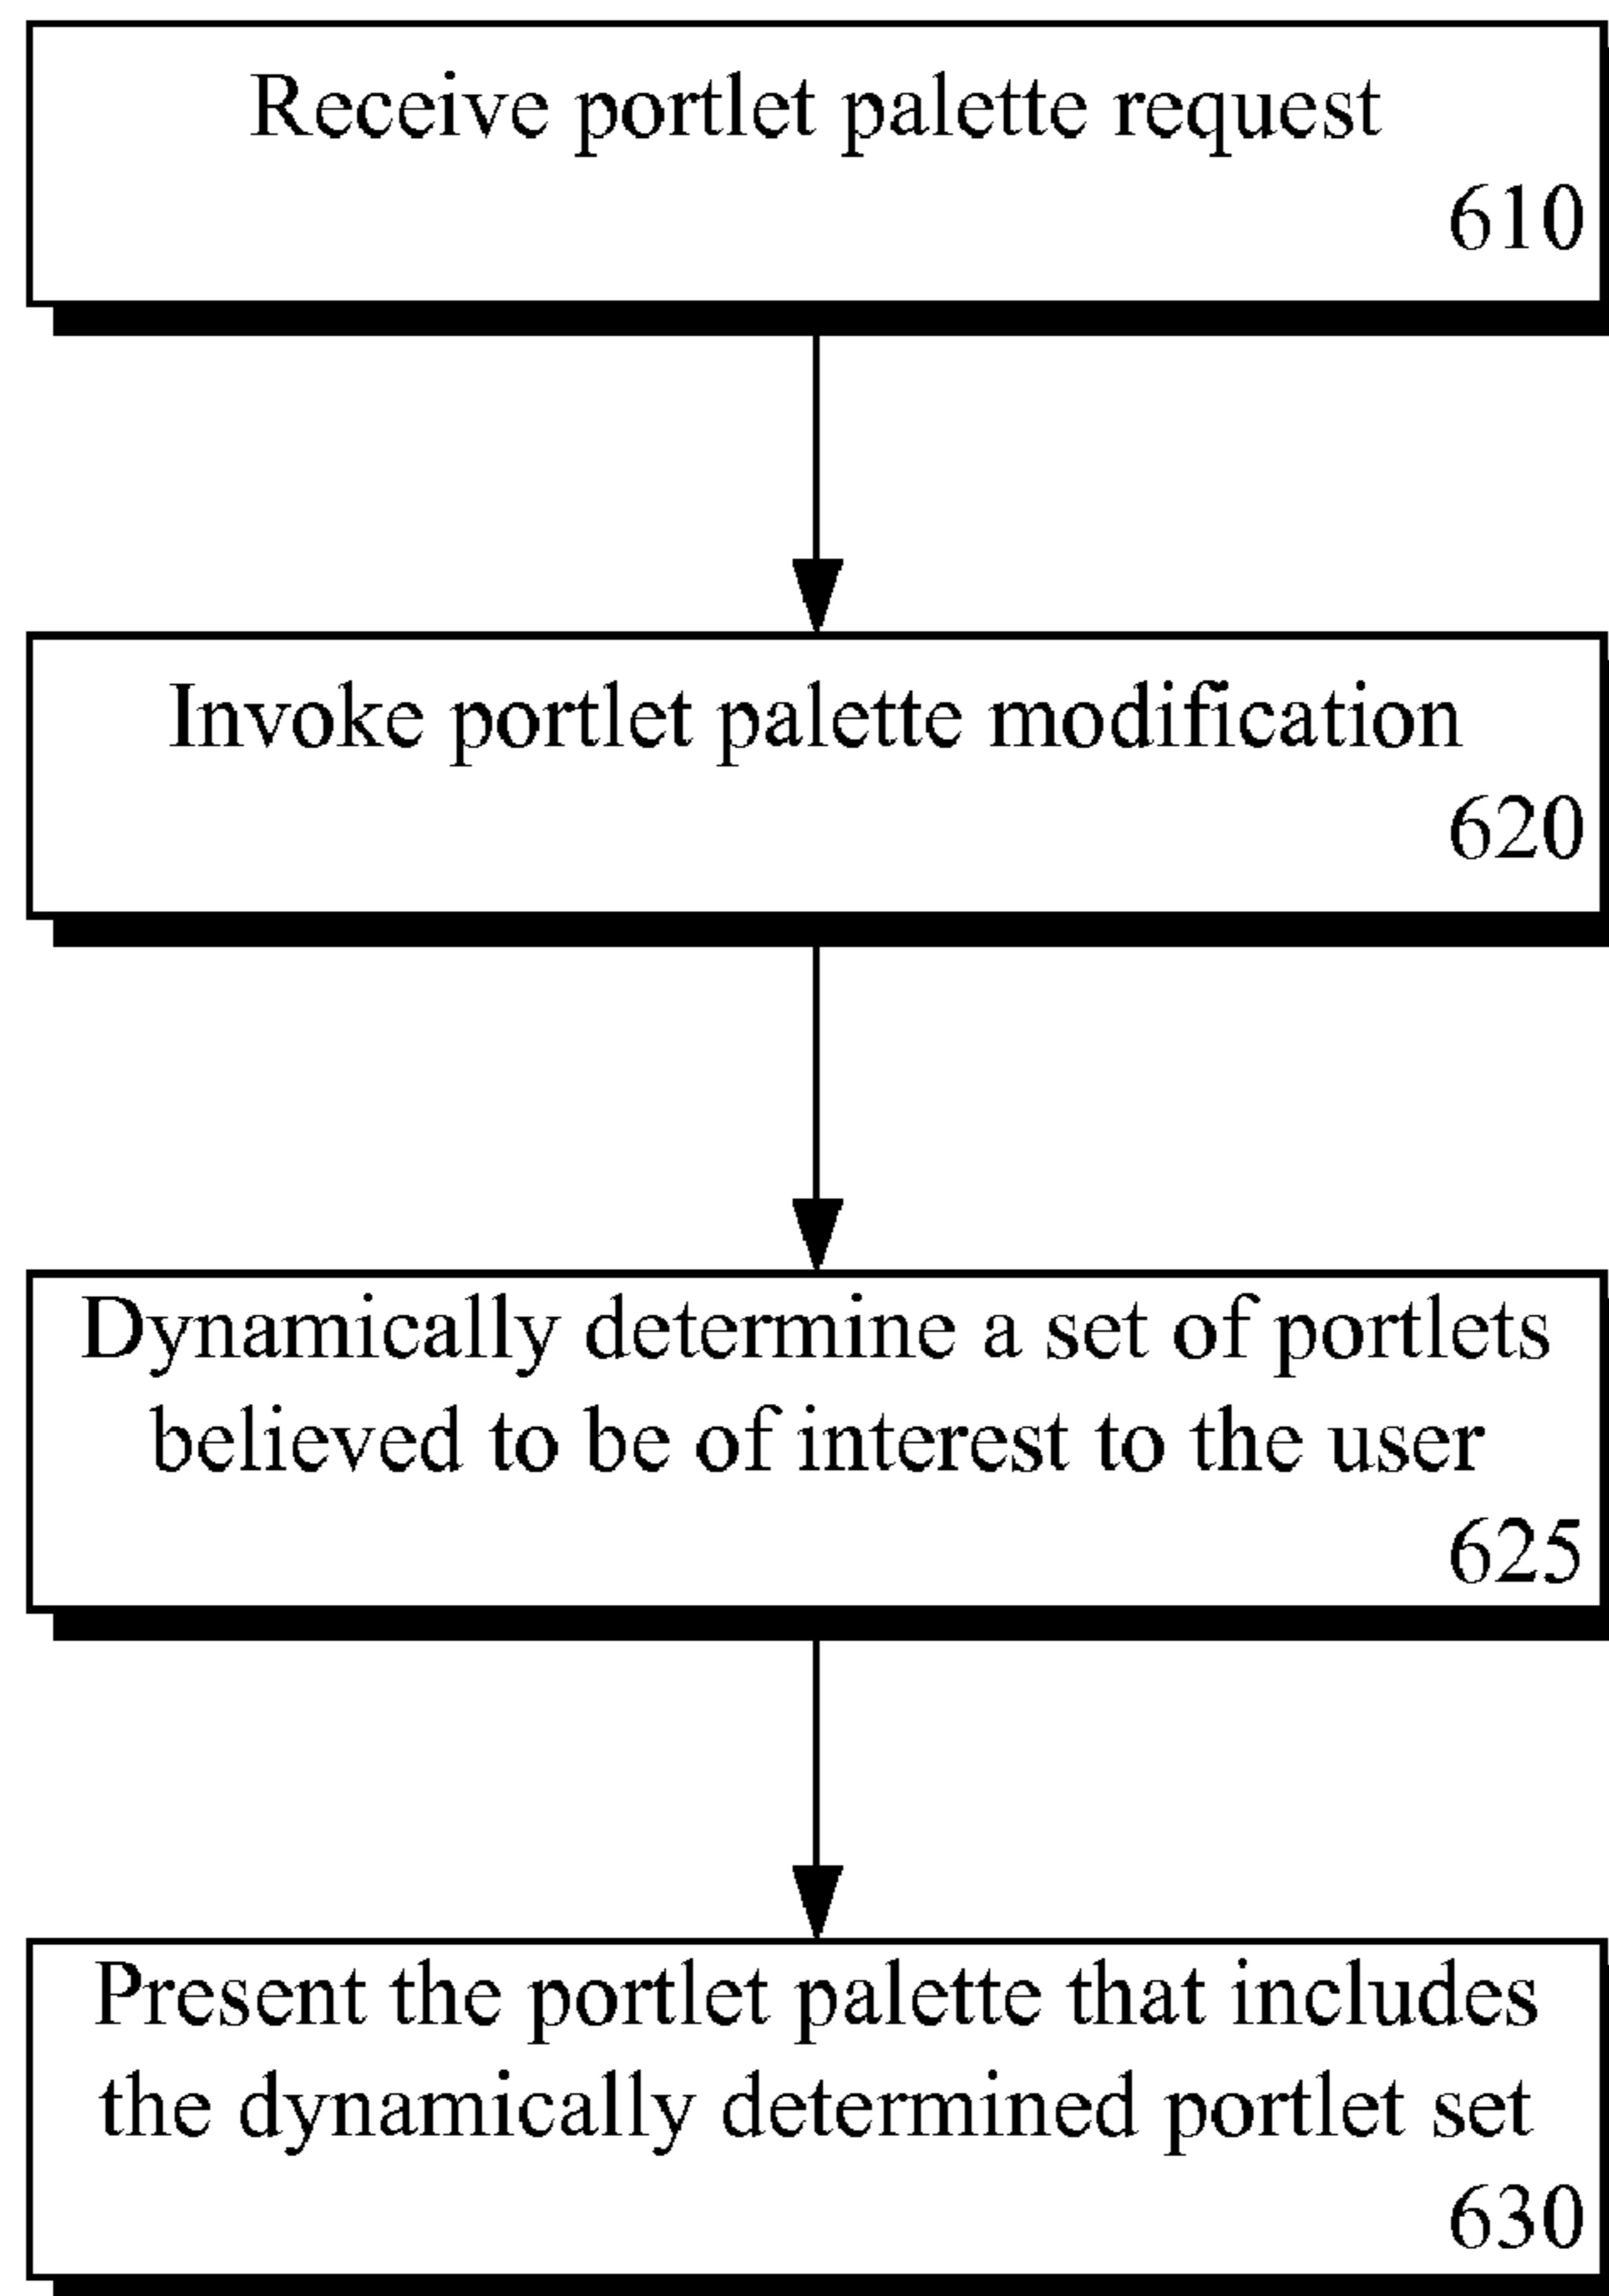 Receive portlet palette request
610
Invoke portlet palette modification
620
Dynamically determine a set of portlets
believed to be of interest to the user
625
Present the portlet palette that includes
the dynamically determined portlet set
630